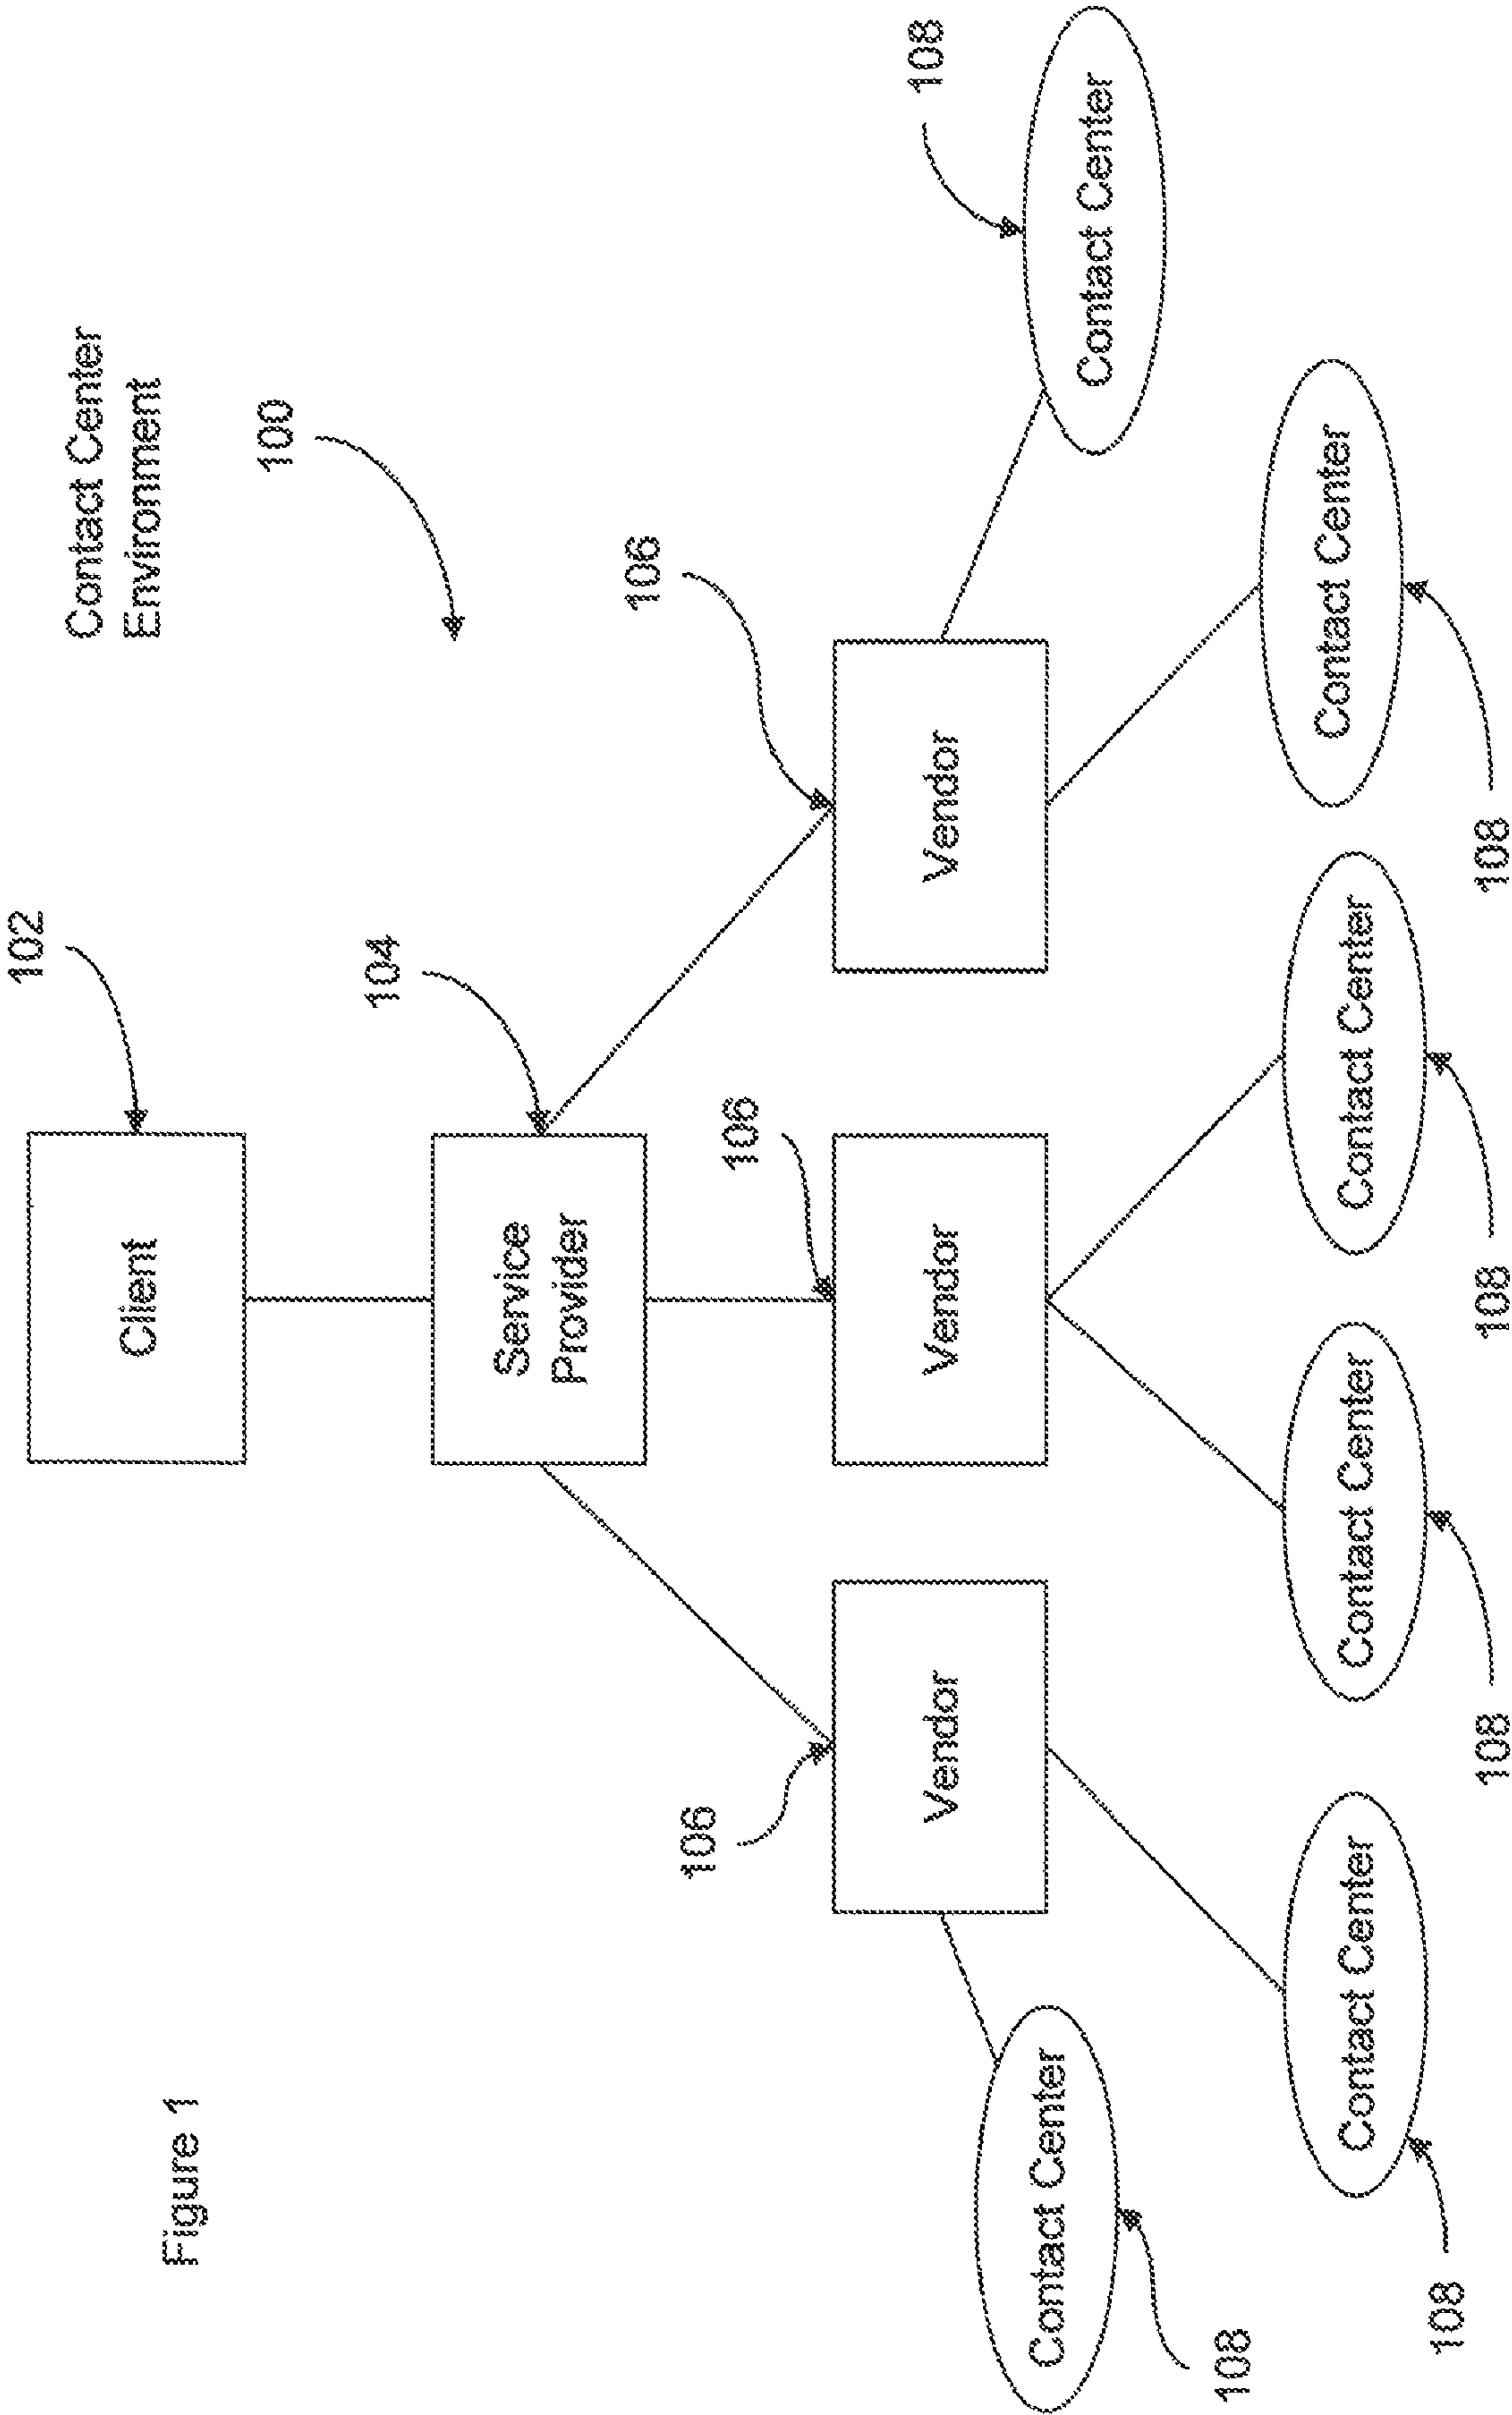 Figure 1
Contact Center
Environment
100
102
Client
104
Service
Provider
106
106
106
Vendor
Vendor
Vendor
Contact Center
108
Contact Center
108
Contact Center
108
Contact Center
108
Contact Center
108
Contact Center
108